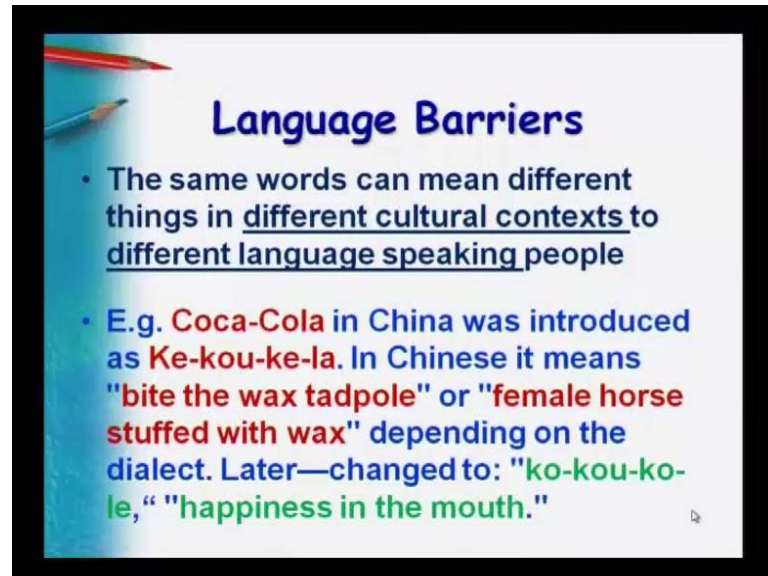 Language Barriers
• The same words can mean different
things in different cultural contexts to
different language speaking people
• E.g. Coca-Cola in China was introduced
as Ke-kou-ke-la. In Chinese it means
"bite the wax tadpole" or "female horse
stuffed with wax" depending on the
dialect. Later—changed to: "ko-kou-ko-
le,“ "happiness in the mouth."